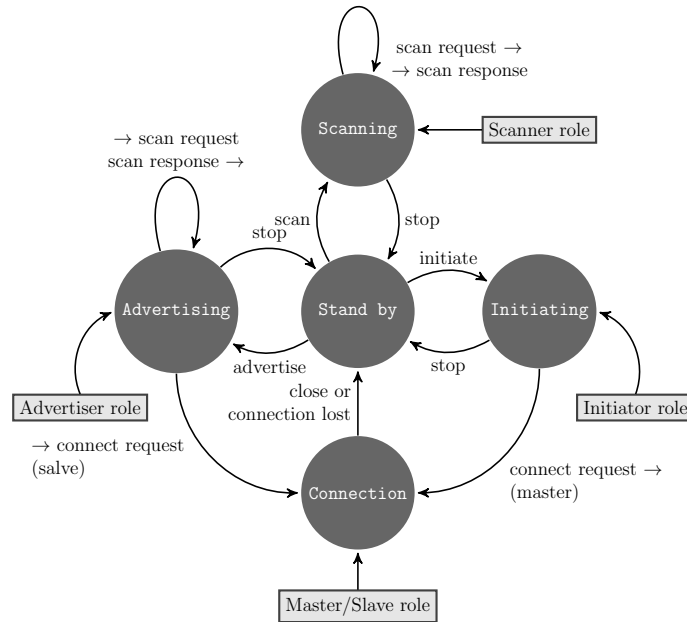 scan request →
→ scan response
Scanning
Scanner role
→ scan request
scan response →
scan
stop
stop
initiate
Advertising
Stand by
Initiating
advertise
stop
close or
connection lost
Advertiser role
Initiator role
→ connect request
(salve)
connect request →
(master)
Connection
Master/Slave role